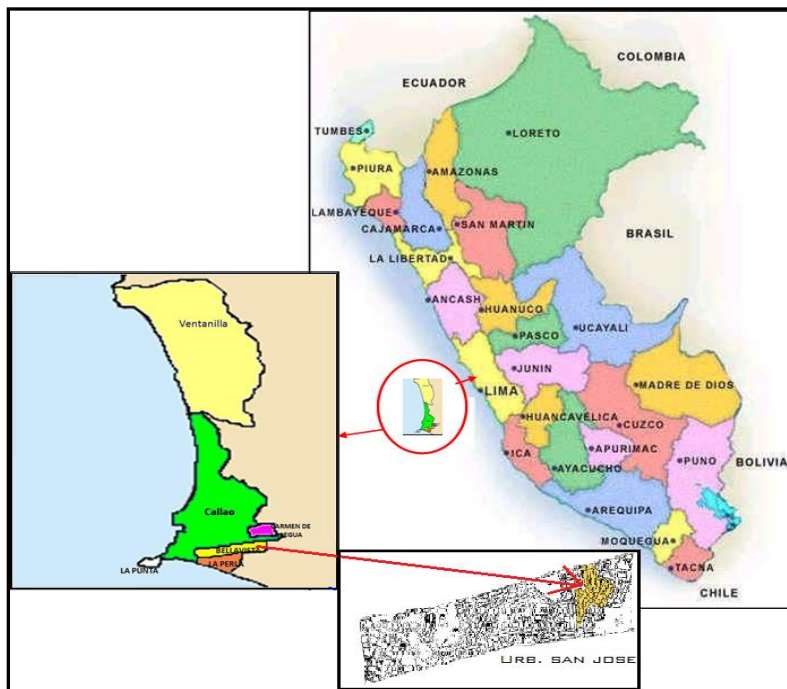 COLOMBIA
ECUADOR
TUMBES
LORETO
PIURA
AMAZONAS
LAMBAYEQUE
SAN MARTIN
CAJAMARCA
BRASIL
LA LIBERTAD
ANCASH
HUANUCO
UCAYALI
PASCO
JUNIN
LIMA
MADRE DE DIOS
HUANCAVELICA
CUZCO
ICA
APURIMAC
PUNO
AYACUCHO
BOLIVIA
AREQUIPA
MOQUEGUA
TACNA
CHILE
Ventanilla
Callao
CARMEN DE
BELLAVISTA
LA PUNTA
LA PERLA
URB. SAN JOSE